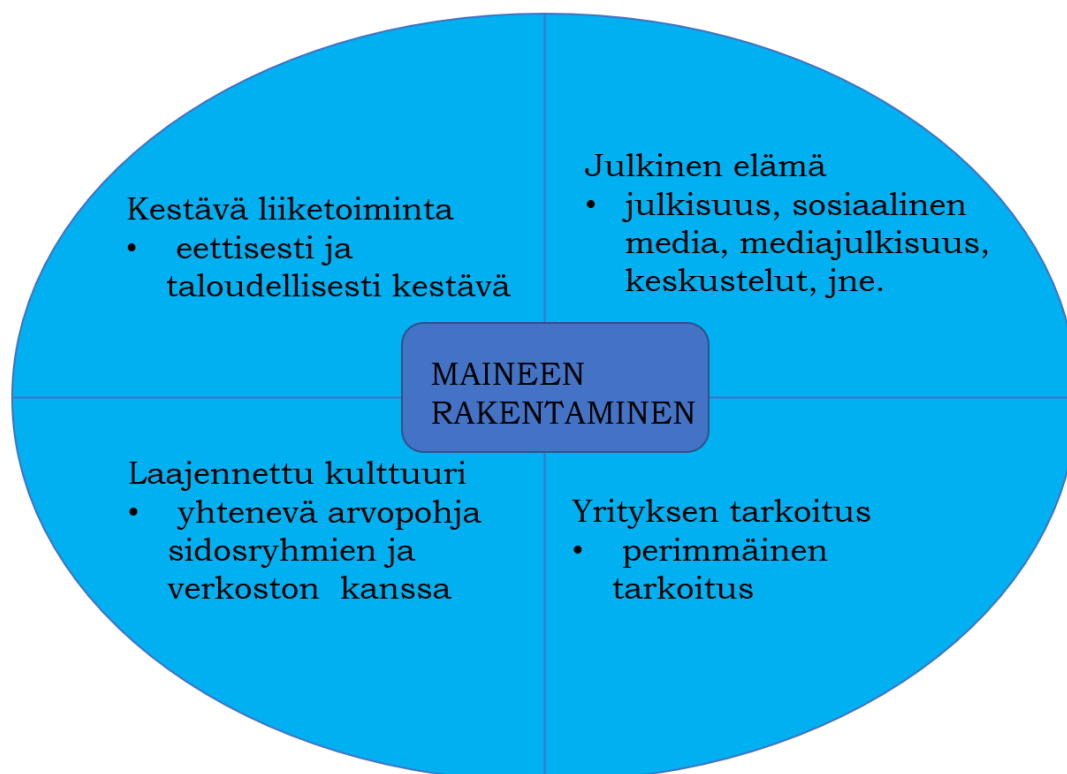 Kestävä liiketoiminta
• eettisesti ja
taloudellisesti kestävä
Julkinen elämä
• julkisuus, sosiaalinen
media, mediajulkisuus,
keskustelut, jne.
MAINEEN
RAKENTAMINEN
Laajennettu kulttuuri
• yhtenevä arvopohja
sidosryhmien ja
verkoston kanssa
Yrityksen tarkoitus
• perimmäinen
tarkoitus